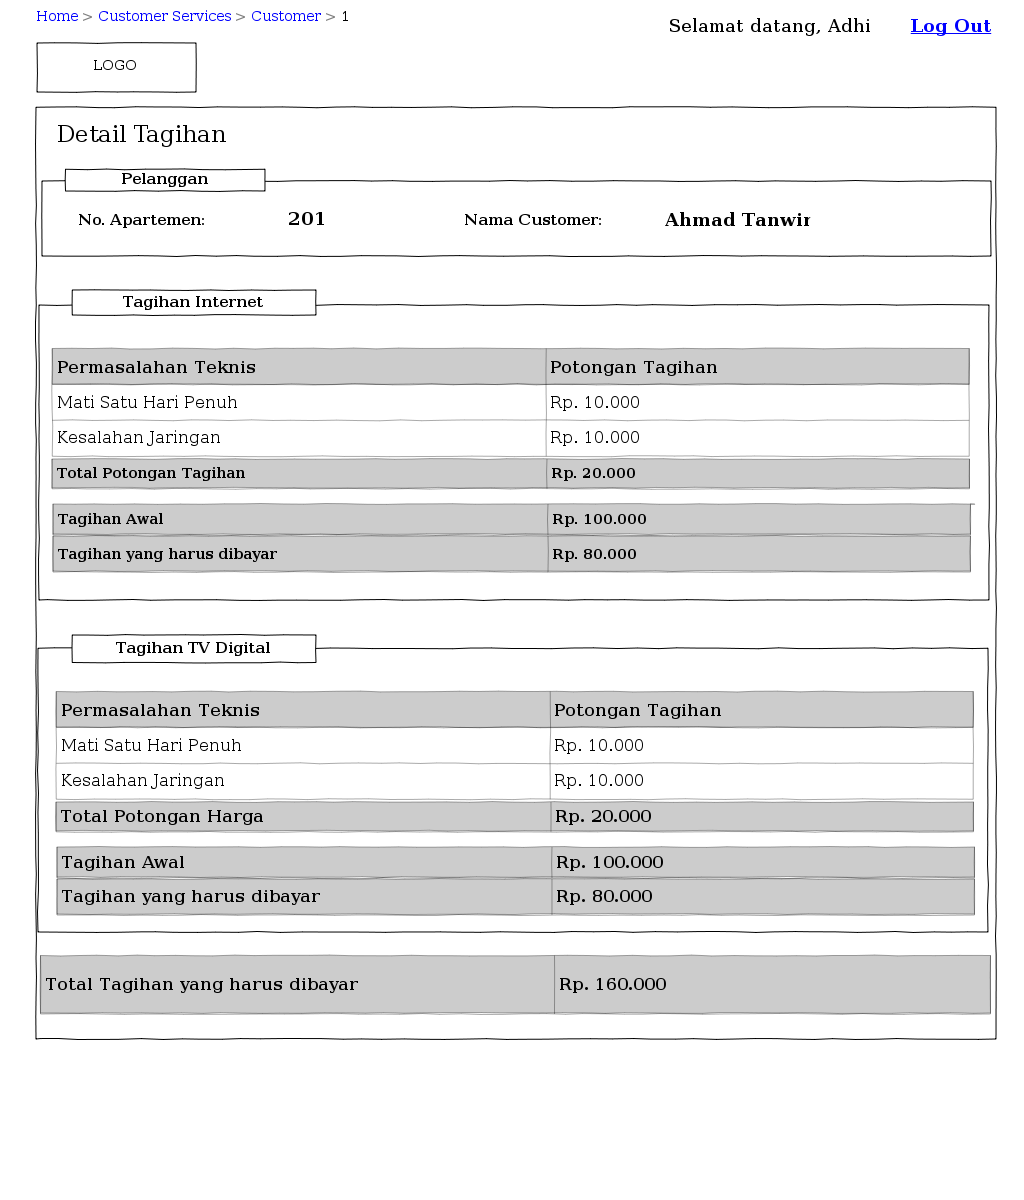 Home > Customer Services > Customer > 1
Selamat datang, Adhi Log Out
LOGO
Detail Tagihan
Pelanggan
No. Apartemen: 201 Nama Customer: Ahmad Tanwir
Tagihan Internet
Permasalahan Teknis Potongan Tagihan
Mati Satu Hari Penuh Rp. 10.000
Kesalahan Jaringan Rp. 10.000
Total Potongan Tagihan Rp. 20.000
Tagihan Awal Rp. 100.000
Tagihan yang harus dibayar Rp. 80.000
Tagihan TV Digital
Permasalahan Teknis Potongan Tagihan
Mati Satu Hari Penuh Rp. 10.000
Kesalahan Jaringan Rp. 10.000
Total Potongan Harga Rp. 20.000
Tagihan Awal Rp. 100.000
Tagihan yang harus dibayar Rp. 80.000
Total Tagihan yang harus dibayar Rp. 160.000